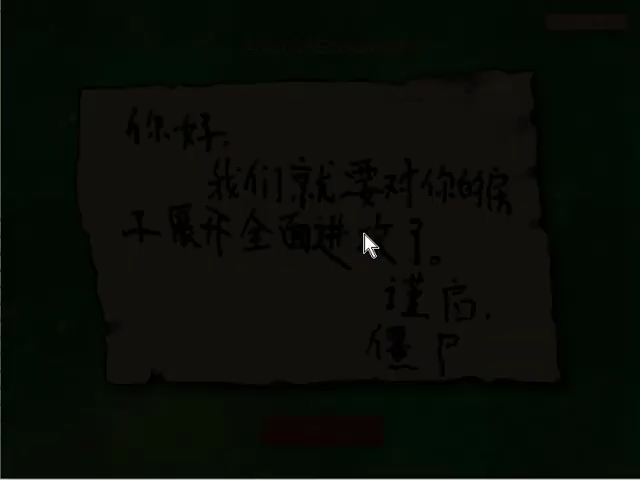 你好,
我们就要对你的房
子展开全面进攻了。
谨启,
僵尸